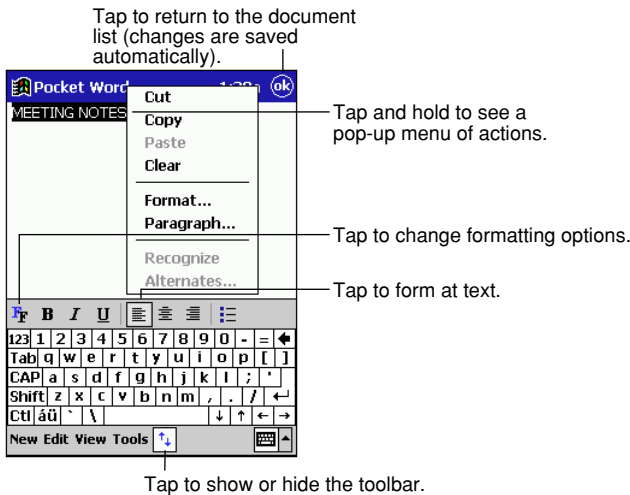 Tap to return to the document
list (changes are saved
automatically).
Pocket Word
ok
MEETING NOTES
Cut
Copy
Paste
Clear
Format...
Paragraph...
Recognize
Alternates...
Tap and hold to see a
pop-up menu of actions.
Tap to change formatting options.
Tap to form at text.
FF B I U
123 1 2 3 4 5 6 7 8 9 0 - =
Tab q w e r t y u i o p [ ]
CAP a s d f g h j k l ; '
Shift z x c v b n m , . / ↵
Ctl áü ` \ ↓ ↑ ← →
New Edit View Tools
Tap to show or hide the toolbar.